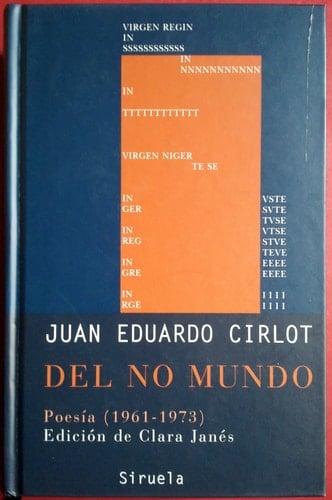 VIRGEN REGIN
IN
SSSSSSSSSSSS
IN
NNNNNNNNNNN
IN
TTTTTTTTTTTT
VIRGEN NIGER
TE SE
IN VSTE
GER SVTE
TVSE
IN VTSE
REG STVE
TEVE
IN EEEE
GRE EEEE
IN IIII
RGE IIII
JUAN EDUARDO CIRLOT
DEL NO MUNDO
Poesía (1961-1973)
Edición de Clara Janés
Siruela